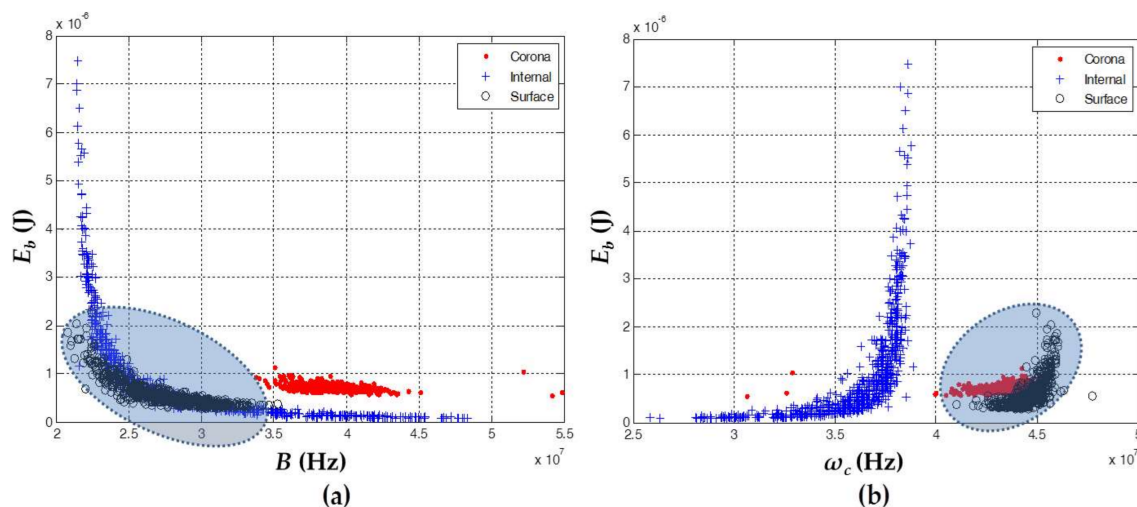 x 10⁻⁶
8
7
6
5
4
3
2
1
0
E_b (J)
2
2.5
3
3.5
4
4.5
5
5.5
x 10⁷
B (Hz)
Corona
Internal
Surface
(a)
x 10⁻⁶
8
7
6
5
4
3
2
1
0
E_b (J)
2.5
3
3.5
4
4.5
5
x 10⁷
ω_c (Hz)
Corona
Internal
Surface
(b)